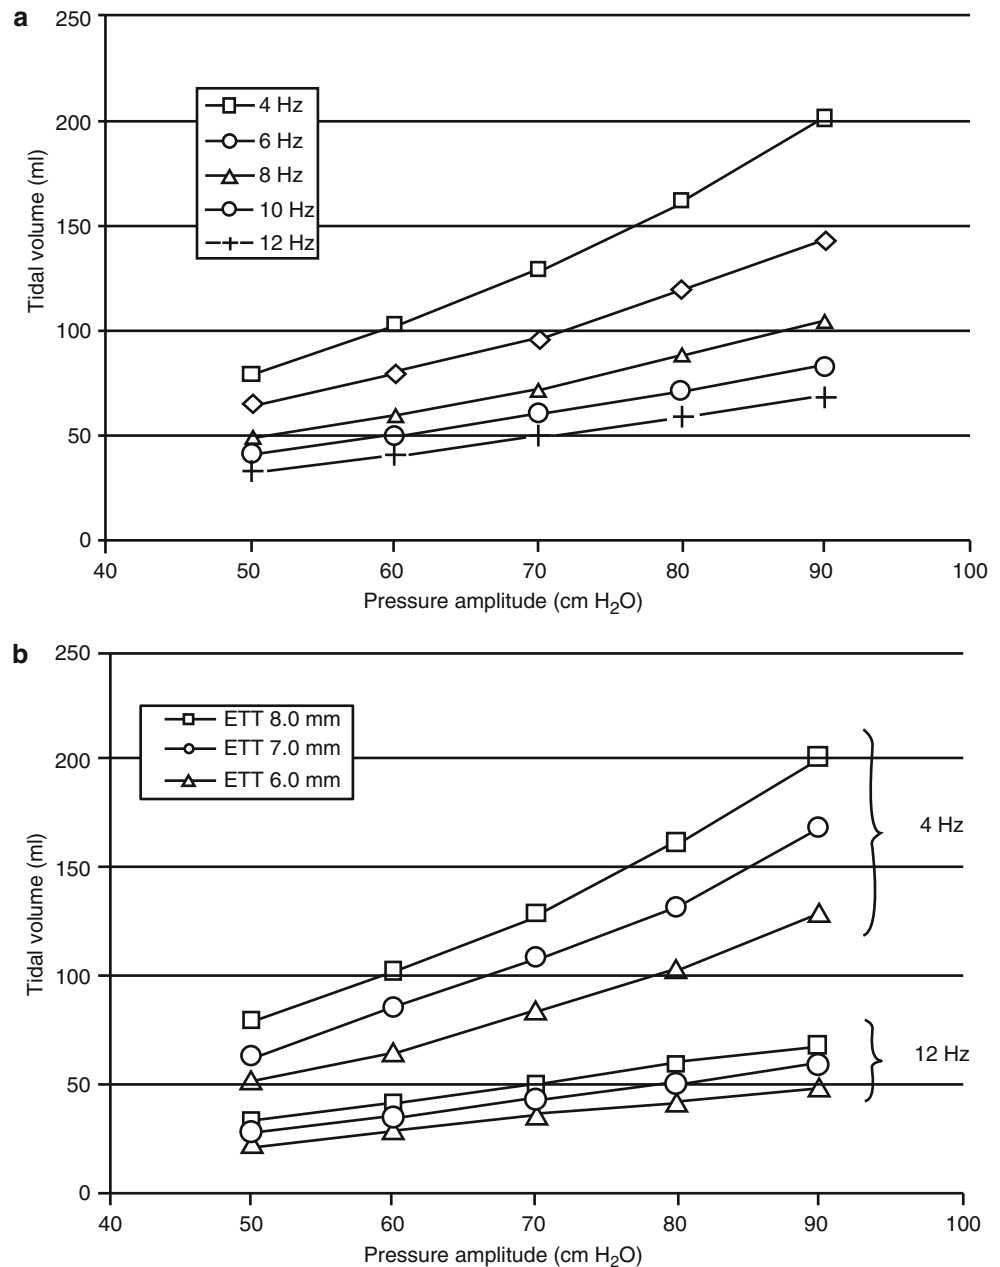 a
250
200
150
100
50
0
Tidal volume (ml)
4 Hz
6 Hz
8 Hz
10 Hz
12 Hz
40 50 60 70 80 90 100
Pressure amplitude (cm H₂O)
b
250
200
150
100
50
0
Tidal volume (ml)
ETT 8.0 mm
ETT 7.0 mm
ETT 6.0 mm
4 Hz
12 Hz
40 50 60 70 80 90 100
Pressure amplitude (cm H₂O)